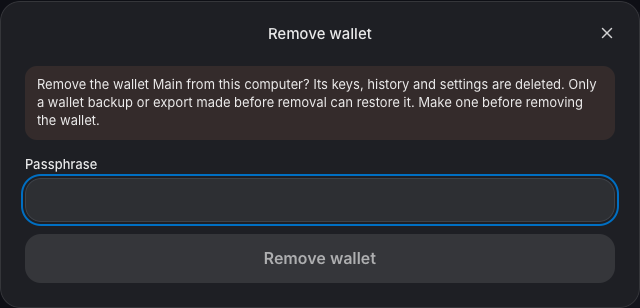 Remove wallet
Remove the wallet Main from this computer? Its keys, history and settings are deleted. Only
a wallet backup or export made before removal can restore it. Make one before removing
the wallet.
Passphrase
Remove wallet